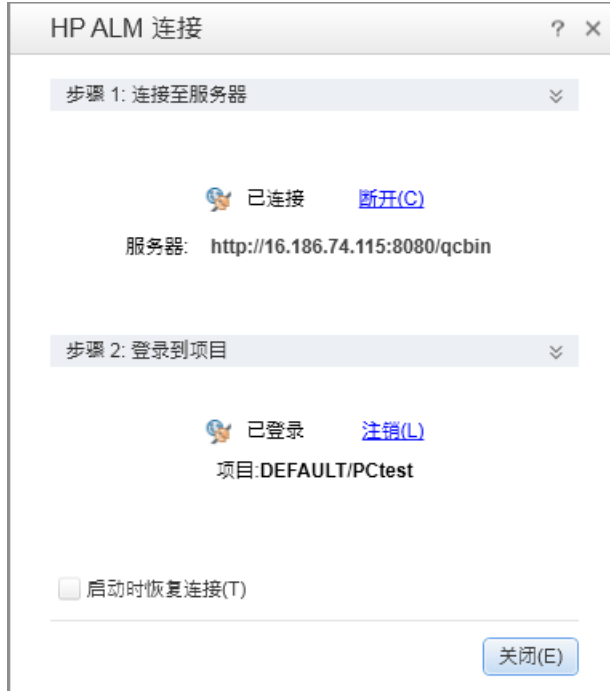 HP ALM 连接
步骤 1: 连接至服务器
已连接 断开(C)
服务器: http://16.186.74.115:8080/qcbin
步骤 2: 登录到项目
已登录 注销(L)
项目:DEFAULT/PCtest
启动时恢复连接(T)
关闭(E)